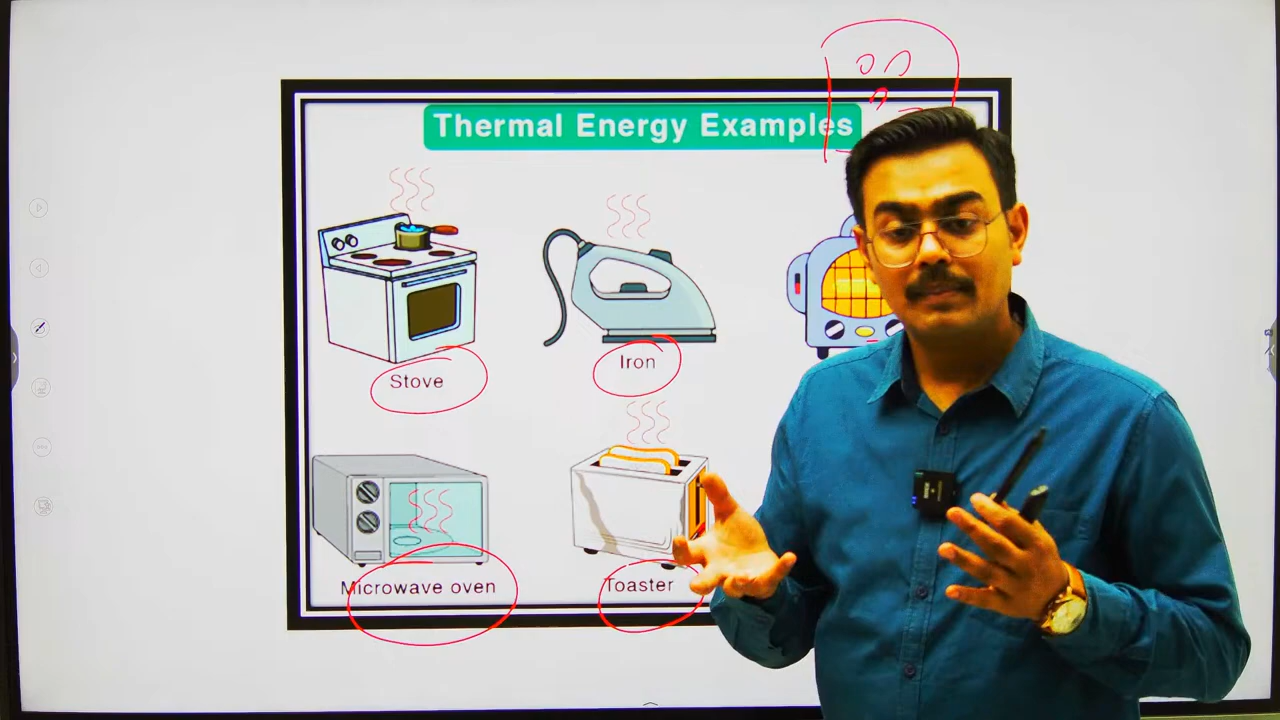 Thermal Energy Examples
Stove
Iron
Microwave oven
Toaster